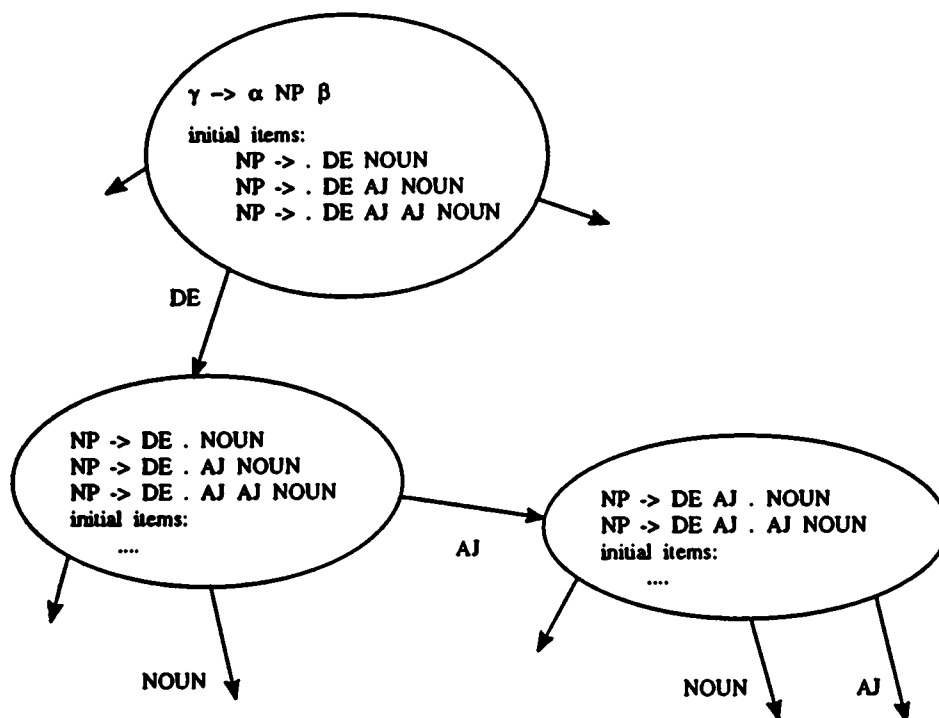 γ -> α NP β
initial items:
NP -> . DE NOUN
NP -> . DE AJ NOUN
NP -> . DE AJ AJ NOUN
DE
NP -> DE . NOUN
NP -> DE . AJ NOUN
NP -> DE . AJ AJ NOUN
initial items:
....
AJ
NP -> DE AJ . NOUN
NP -> DE AJ . AJ NOUN
initial items:
....
NOUN
NOUN
AJ